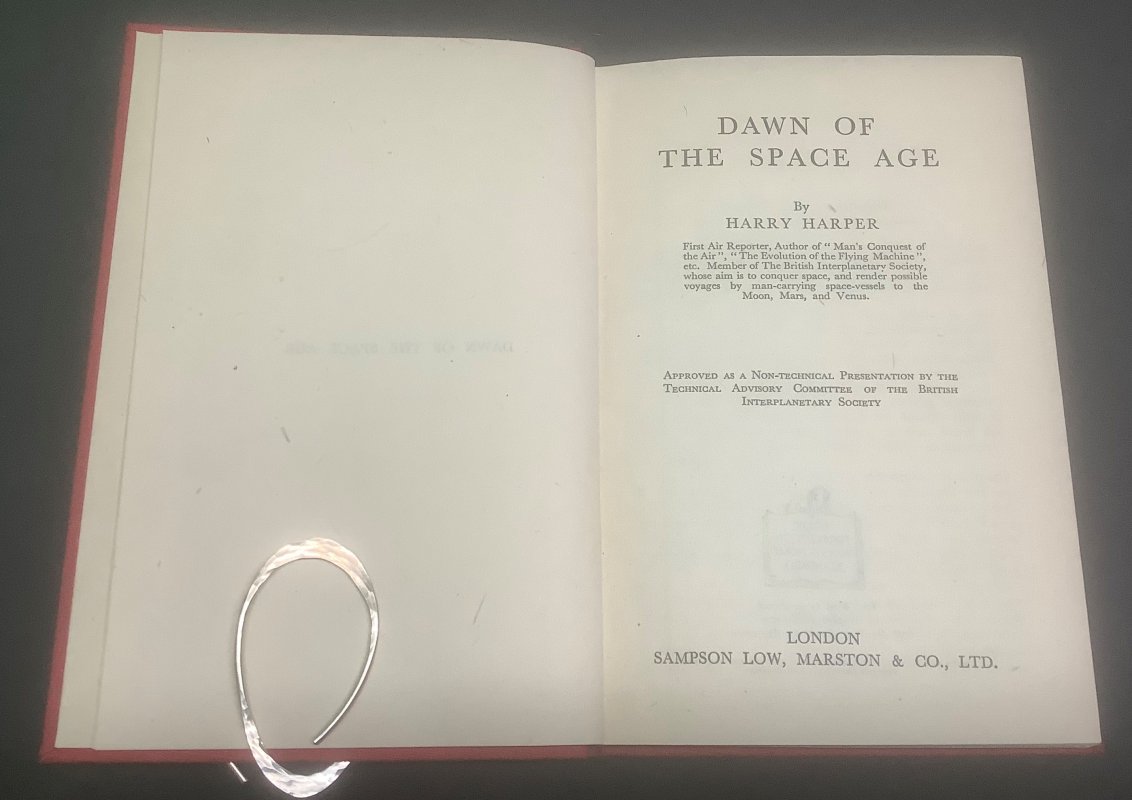 DAWN OF
THE SPACE AGE
By
HARRY HARPER
First Air Reporter, Author of “ Man's Conquest of
the Air ”, “ The Evolution of the Flying Machine ”,
etc. Member of The British Interplanetary Society,
whose aim is to conquer space, and render possible
voyages by man-carrying space-vessels to the
Moon, Mars, and Venus.
Approved as a Non-technical Presentation by the
Technical Advisory Committee of the British
Interplanetary Society
LONDON
SAMPSON LOW, MARSTON & CO., LTD.